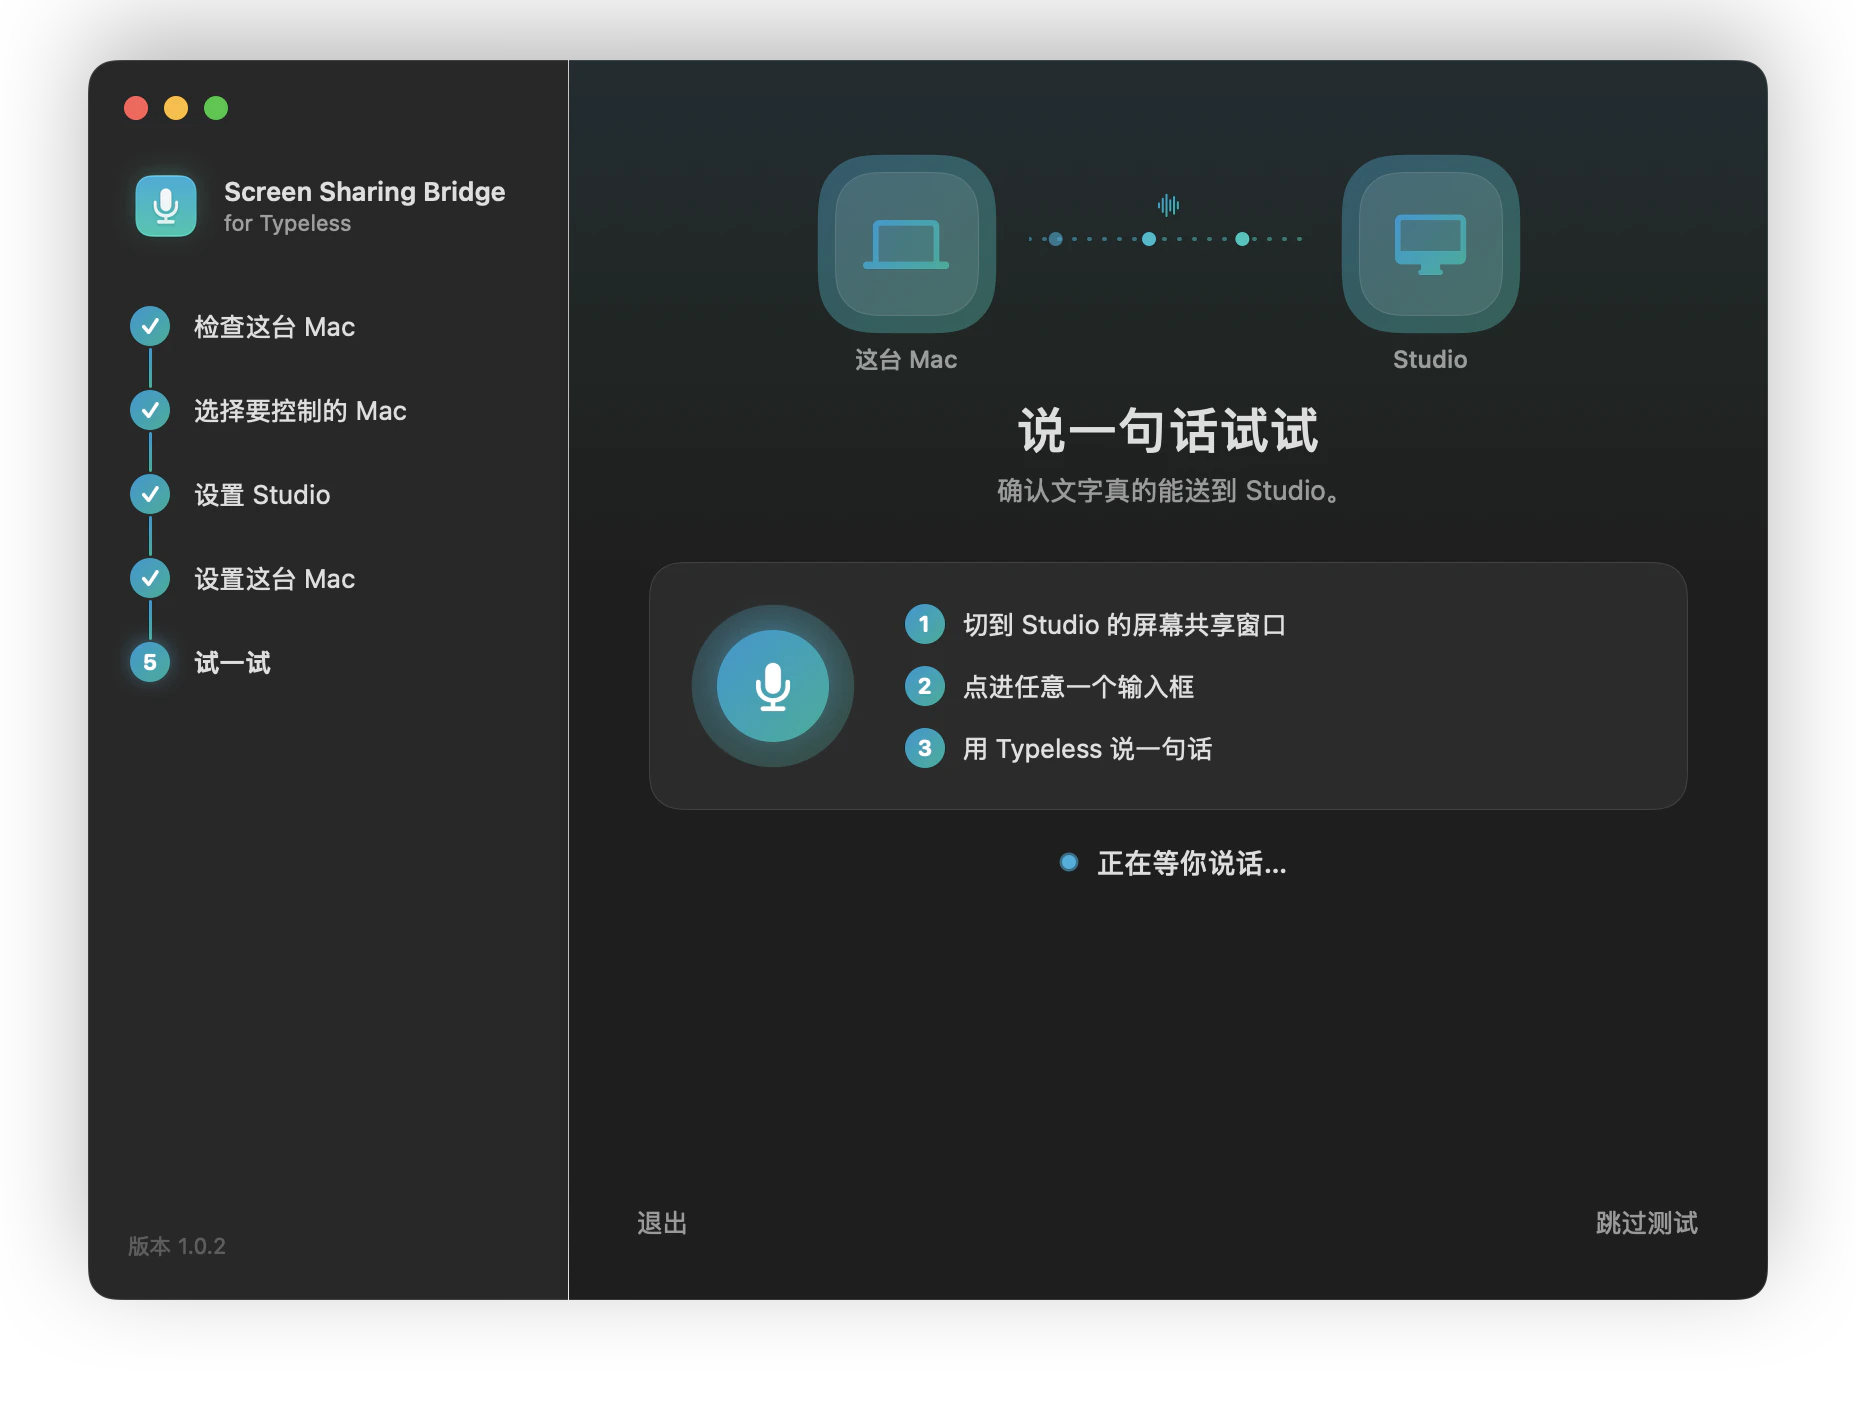 Screen Sharing Bridge
for Typeless
检查这台 Mac
选择要控制的 Mac
设置 Studio
设置这台 Mac
5 试一试
版本 1.0.2
这台 Mac
Studio
说一句话试试
确认文字真的能送到 Studio。
1 切到 Studio 的屏幕共享窗口
2 点进任意一个输入框
3 用 Typeless 说一句话
正在等你说话...
退出
跳过测试